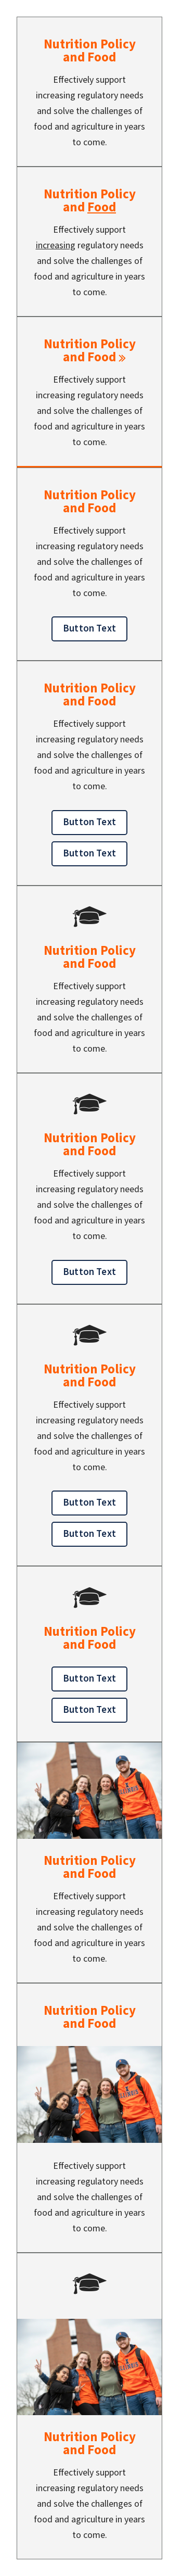 Nutrition Policy
and Food
Effectively support
increasing regulatory needs
and solve the challenges of
food and agriculture in years
to come.
Nutrition Policy
and Food
Effectively support
increasing regulatory needs
and solve the challenges of
food and agriculture in years
to come.
Nutrition Policy
and Food »
Effectively support
increasing regulatory needs
and solve the challenges of
food and agriculture in years
to come.
Nutrition Policy
and Food
Effectively support
increasing regulatory needs
and solve the challenges of
food and agriculture in years
to come.
Button Text
Nutrition Policy
and Food
Effectively support
increasing regulatory needs
and solve the challenges of
food and agriculture in years
to come.
Button Text
Button Text
Nutrition Policy
and Food
Effectively support
increasing regulatory needs
and solve the challenges of
food and agriculture in years
to come.
Nutrition Policy
and Food
Effectively support
increasing regulatory needs
and solve the challenges of
food and agriculture in years
to come.
Button Text
Nutrition Policy
and Food
Effectively support
increasing regulatory needs
and solve the challenges of
food and agriculture in years
to come.
Button Text
Button Text
Nutrition Policy
and Food
Button Text
Button Text
Nutrition Policy
and Food
Effectively support
increasing regulatory needs
and solve the challenges of
food and agriculture in years
to come.
Nutrition Policy
and Food
Effectively support
increasing regulatory needs
and solve the challenges of
food and agriculture in years
to come.
Nutrition Policy
and Food
Effectively support
increasing regulatory needs
and solve the challenges of
food and agriculture in years
to come.